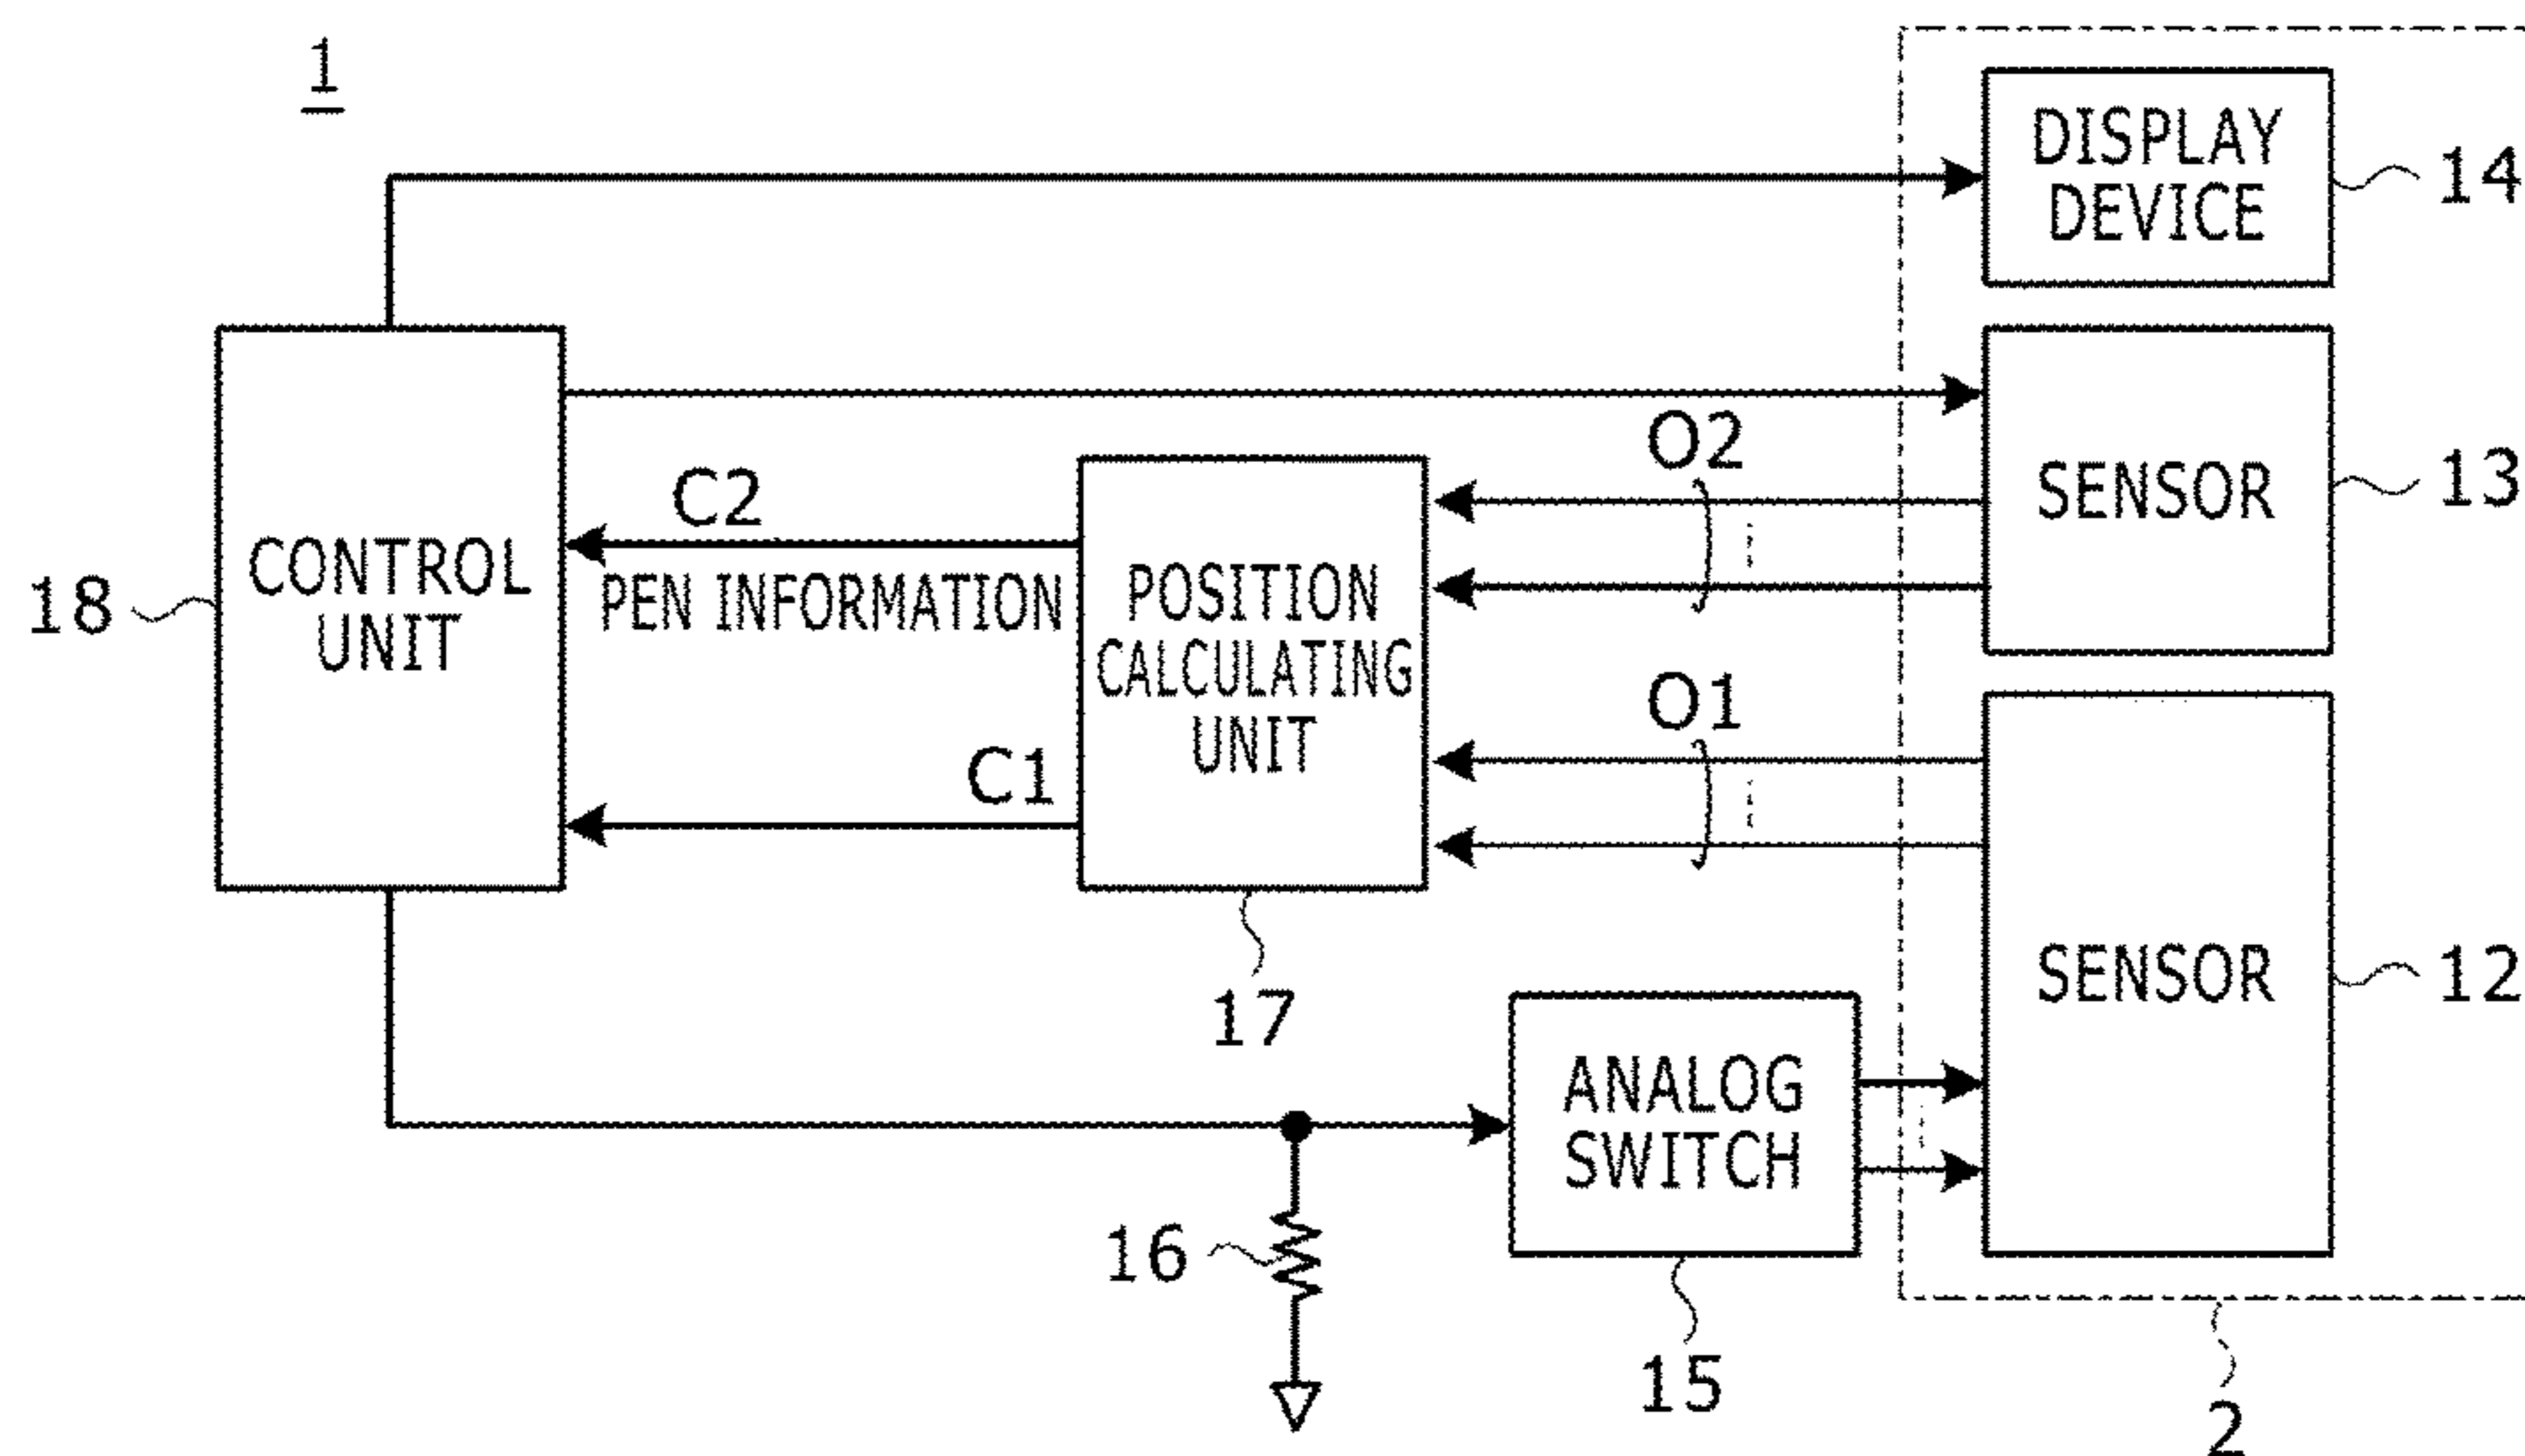 1
DISPLAY
DEVICE
14
O2
SENSOR
13
C2
CONTROL
UNIT
18
PEN INFORMATION
POSITION
CALCULATING
UNIT
O1
C1
SENSOR
12
17
ANALOG
SWITCH
16
15
2